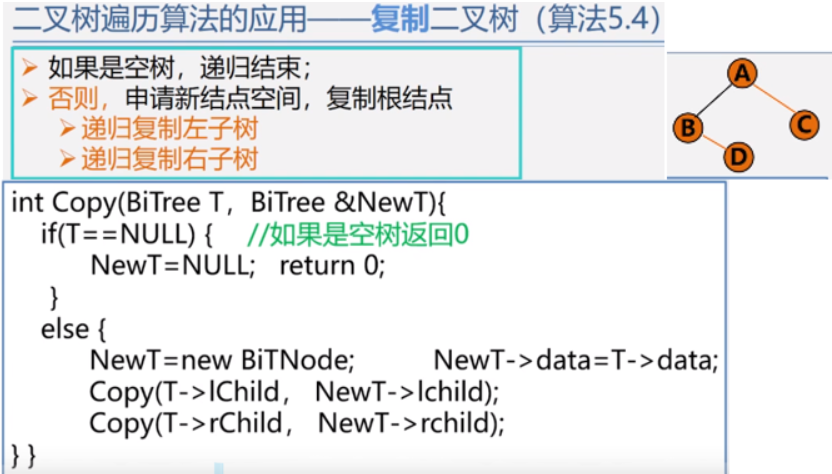 二叉树遍历算法的应用——复制二叉树（算法5.4）
➢ 如果是空树，递归结束；
➢ 否则，申请新结点空间，复制根结点
➢递归复制左子树
➢递归复制右子树
A
B
C
D
int Copy(BiTree T，BiTree &NewT){
if(T==NULL) { //如果是空树返回0
NewT=NULL; return 0;
}
else {
NewT=new BiTNode; NewT->data=T->data;
Copy(T->lChild， NewT->lchild);
Copy(T->rChild， NewT->rchild);
} }